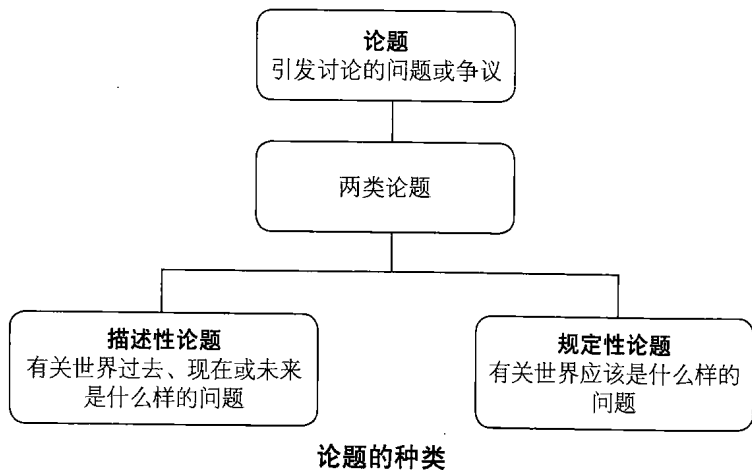 论题
引发讨论的问题或争议
两类论题
描述性论题
有关世界过去、现在或未来
是什么样的问题
规定性论题
有关世界应该是什么样的
问题
论题的种类